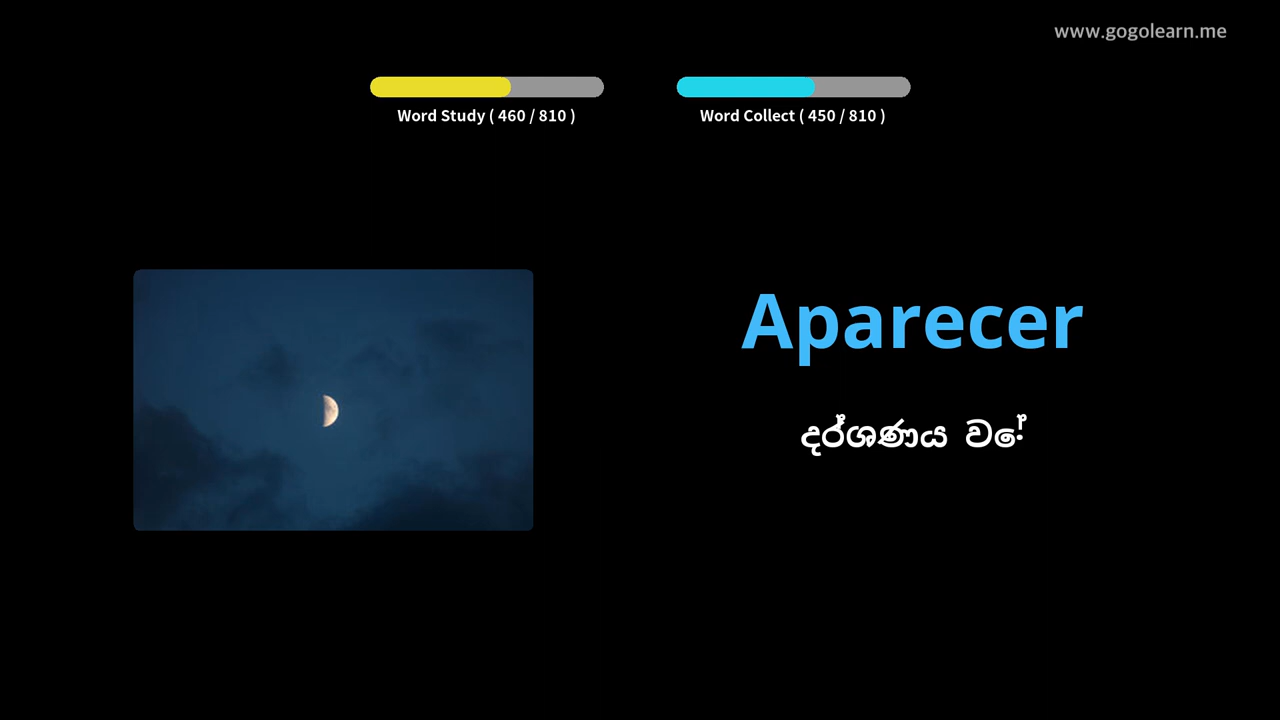 www.gogolearn.me
Word Study ( 460 / 810 )
Word Collect ( 450 / 810 )
Aparecer
දර්ශණය වේ!